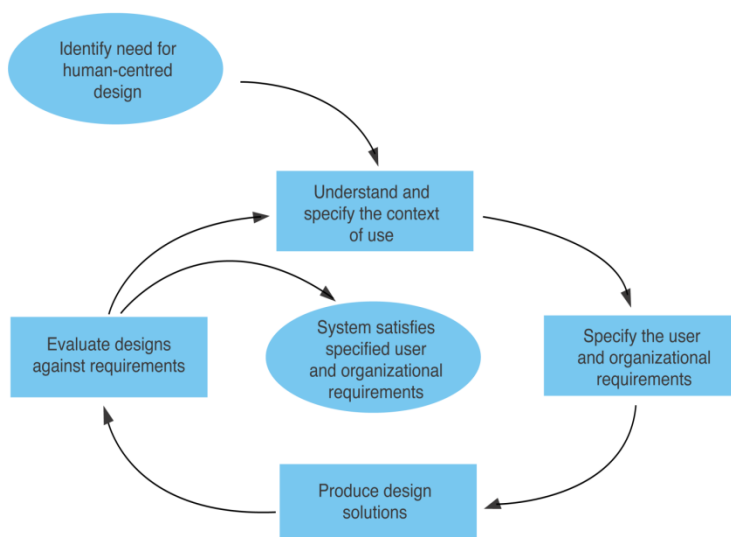 Identify need for
human-centred
design
Understand and
specify the context
of use
Evaluate designs
against requirements
System satisfies
specified user
and organizational
requirements
Specify the user
and organizational
requirements
Produce design
solutions